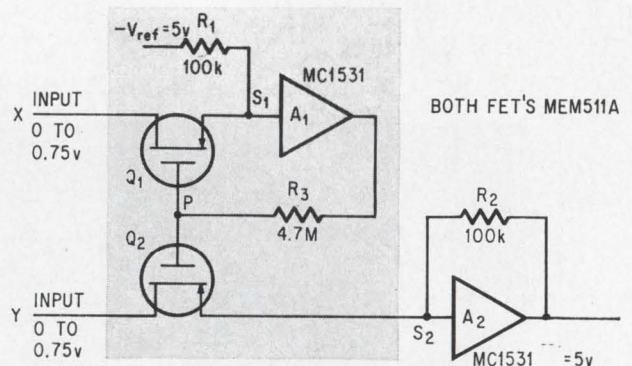 -Vref = 5v
R1
100k
MC1531
S1
A1
BOTH FET'S MEM511A
X
INPUT
0 TO
0.75v
Q1
P
R3
4.7M
R2
100k
Q2
Y
INPUT
0 TO
0.75v
S2
A2
MC1531
=5v